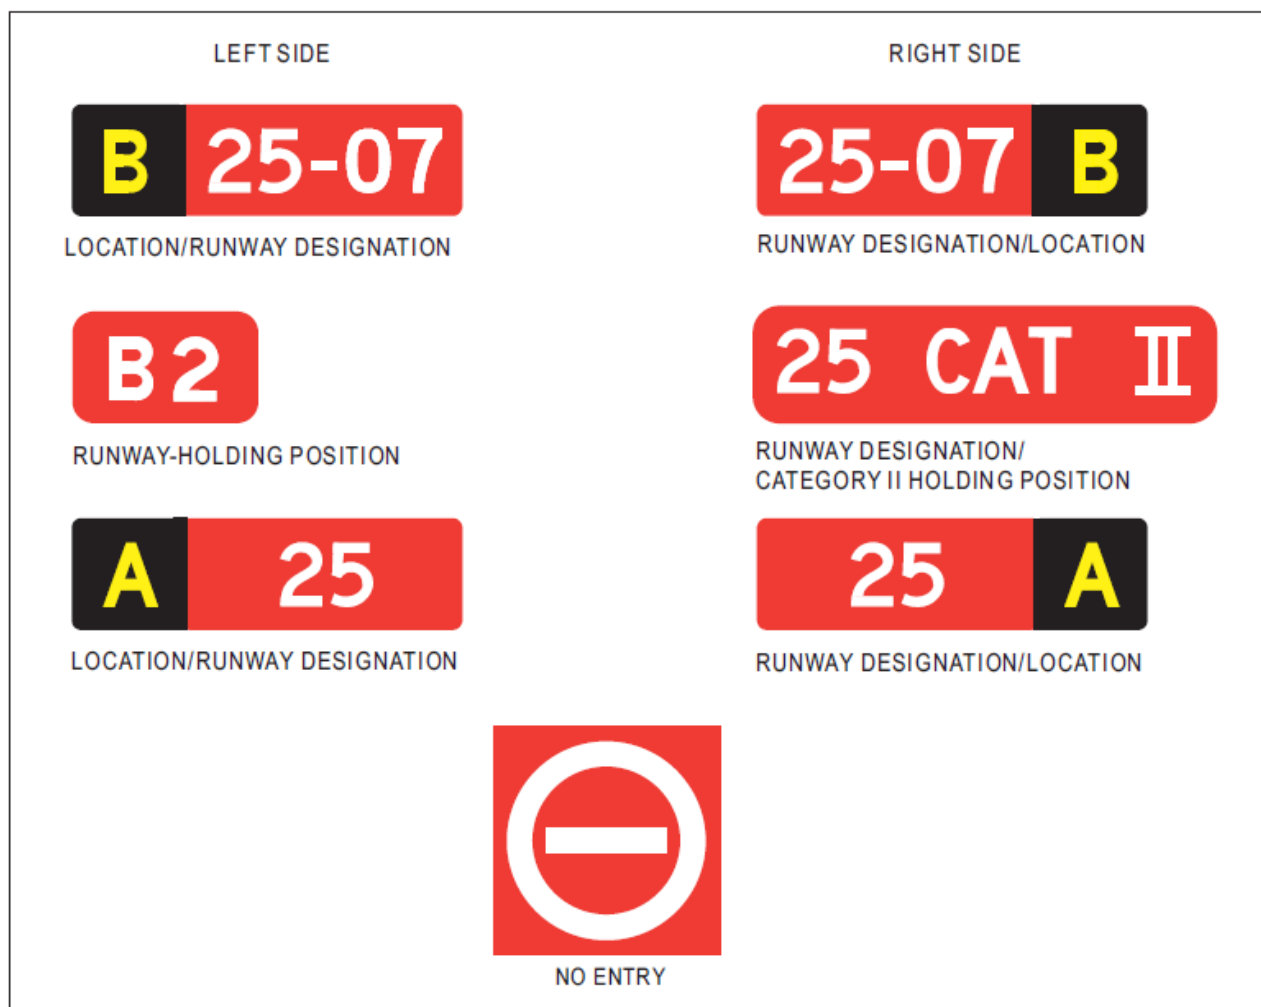 LEFT SIDE
RIGHT SIDE
B 25-07
25-07 B
LOCATION/RUNWAY DESIGNATION
RUNWAY DESIGNATION/LOCATION
B2
25 CAT II
RUNWAY-HOLDING POSITION
RUNWAY DESIGNATION/
CATEGORY II HOLDING POSITION
A 25
25 A
LOCATION/RUNWAY DESIGNATION
RUNWAY DESIGNATION/LOCATION
NO ENTRY